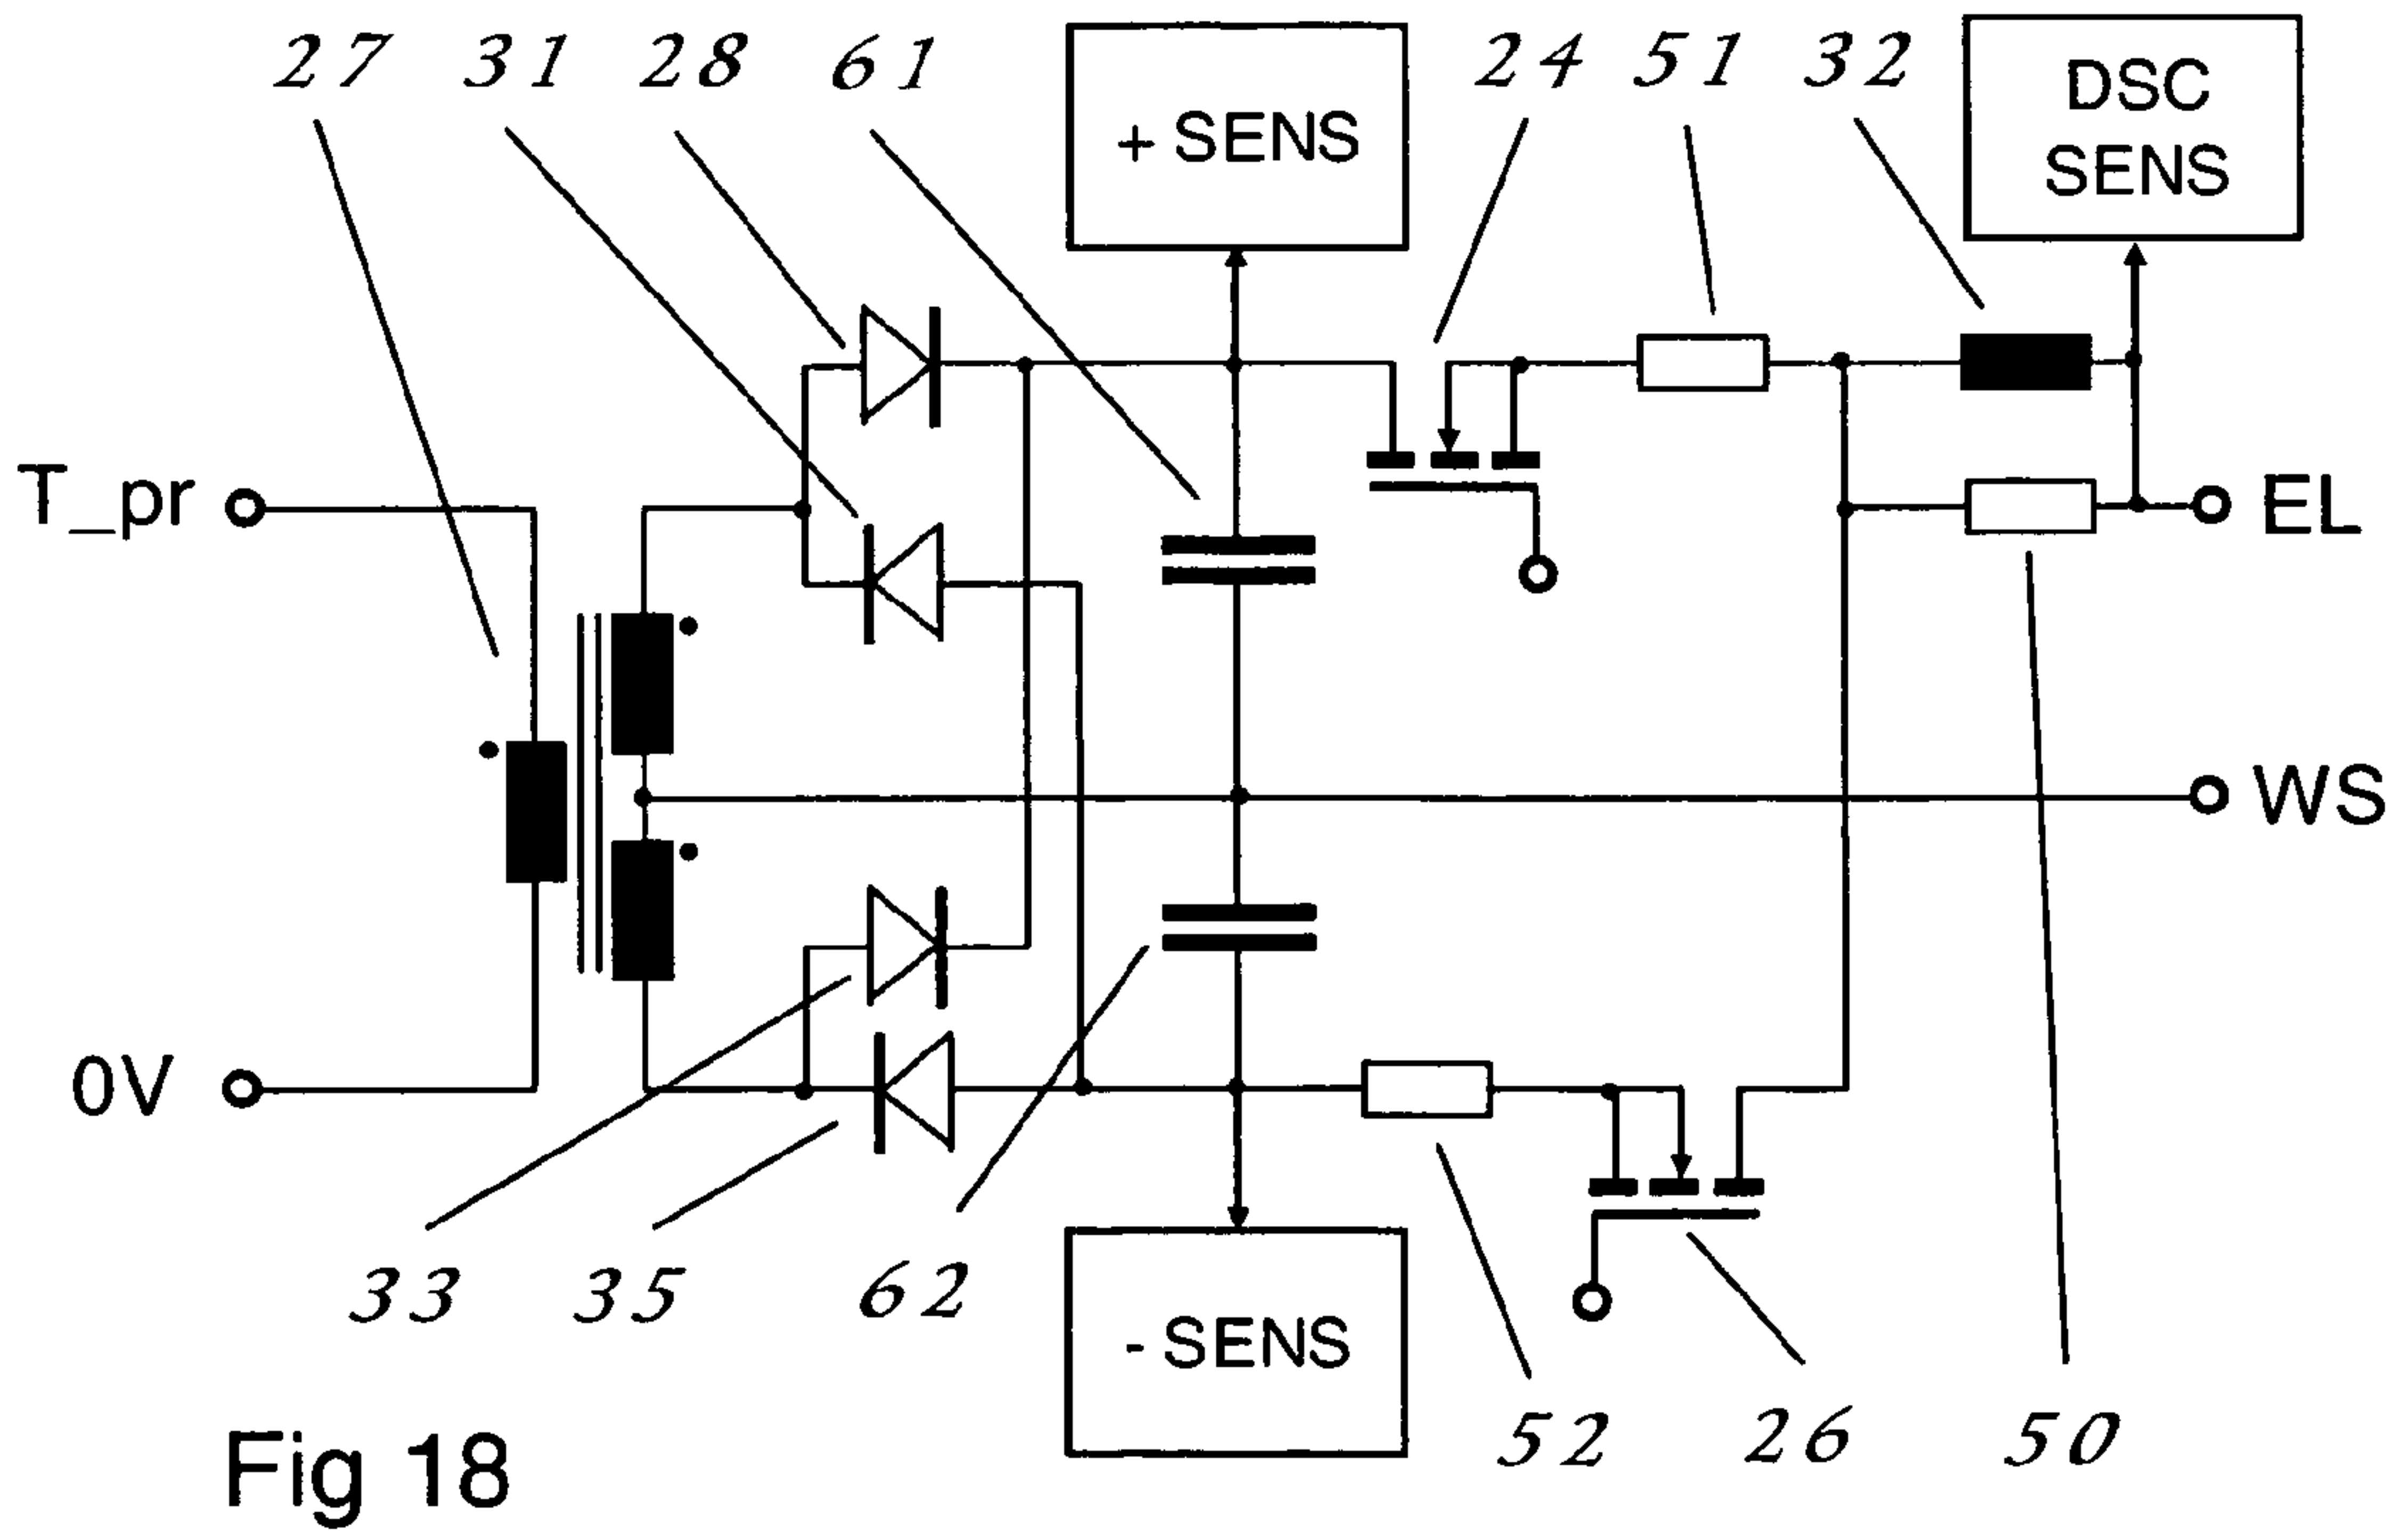 27 31 28 61 24 51 32
+ SENS
DSC
SENS
T_pr
EL
WS
0V
33 35 62
- SENS
52 26 50
Fig 18